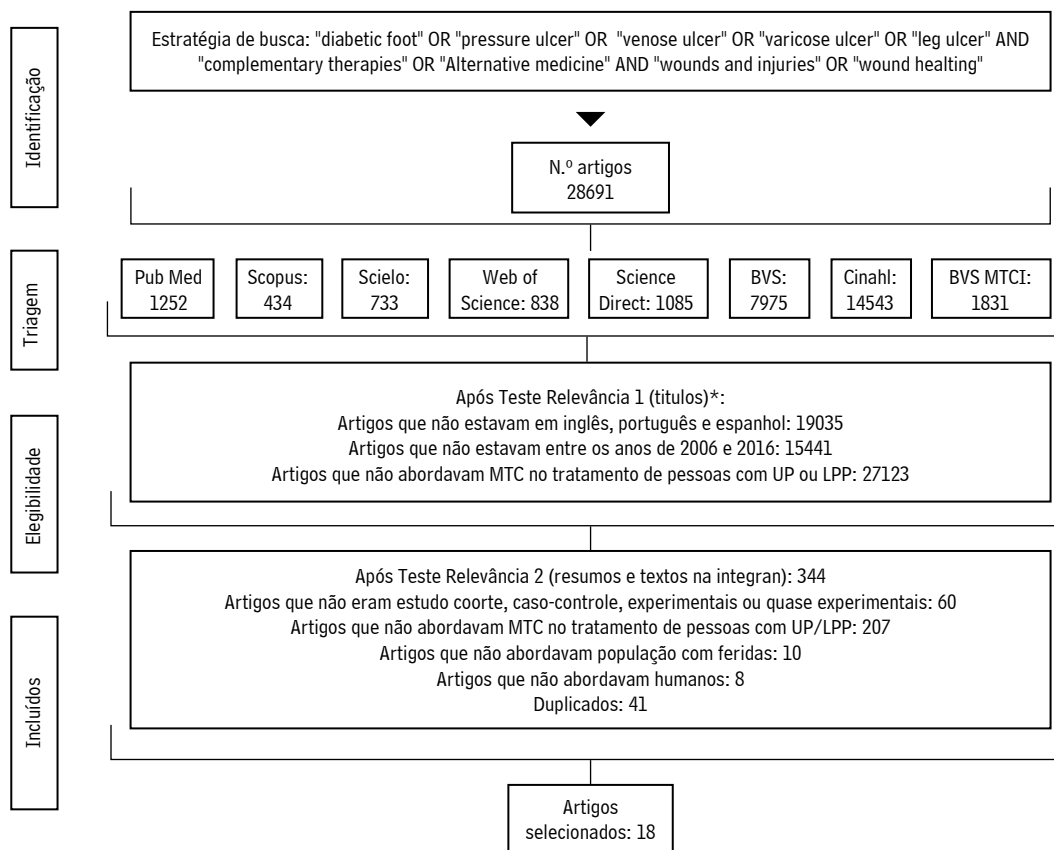 Identificação
Estratégia de busca: "diabetic foot" OR "pressure ulcer" OR "venose ulcer" OR "varicose ulcer" OR "leg ulcer" AND
"complementary therapies" OR "Alternative medicine" AND "wounds and injuries" OR "wound healting"
N.º artigos
28691
Triagem
Pub Med
1252
Scopus:
434
Scielo:
733
Web of
Science: 838
Science
Direct: 1085
BVS:
7975
Cinahl:
14543
BVS MTCI:
1831
Elegibilidade
Após Teste Relevância 1 (titulos)*:
Artigos que não estavam em inglês, português e espanhol: 19035
Artigos que não estavam entre os anos de 2006 e 2016: 15441
Artigos que não abordavam MTC no tratamento de pessoas com UP ou LPP: 27123
Incluídos
Após Teste Relevância 2 (resumos e textos na integran): 344
Artigos que não eram estudo coorte, caso-controle, experimentais ou quase experimentais: 60
Artigos que não abordavam MTC no tratamento de pessoas com UP/LPP: 207
Artigos que não abordavam população com feridas: 10
Artigos que não abordavam humanos: 8
Duplicados: 41
Artigos
selecionados: 18